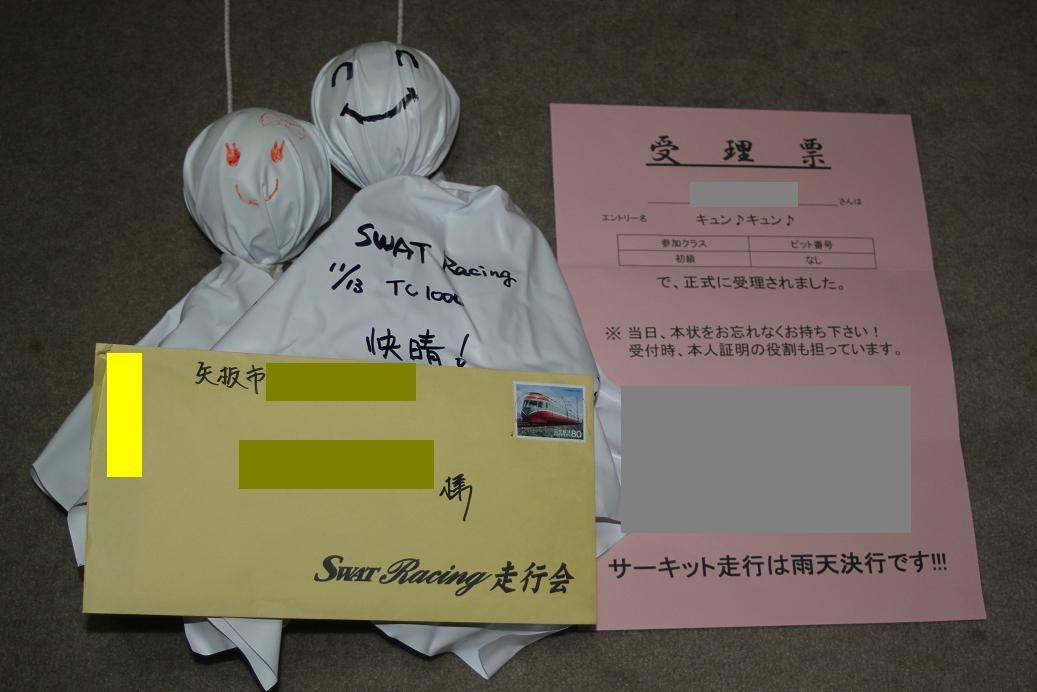 SWAT Racing
11/13 TC1000
快晴!
矢板市
様
SWAT Racing 走行会
80
受理票
さんは
エントリー名 キュン♪キュン♪
参加クラス ピット番号
初級 なし
で、正式に受理されました。
※ 当日、本状をお忘れなくお持ち下さい!
受付時、本人証明の役割も担っています。
サーキット走行は雨天決行です!!!